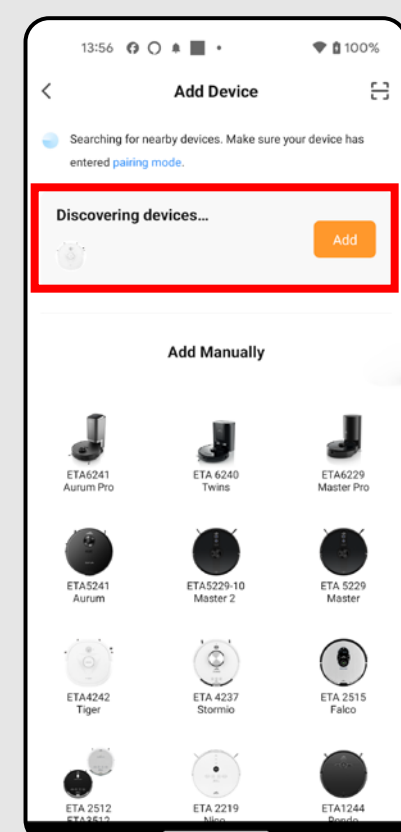 13:56 100%
Add Device
Searching for nearby devices. Make sure your device has
entered pairing mode.
Discovering devices...
Add
Add Manually
ETA6241
Aurum Pro
ETA 6240
Twins
ETA6229
Master Pro
ETA5241
Aurum
ETA5229-10
Master 2
ETA 5229
Master
ETA4242
Tiger
ETA 4237
Stormio
ETA 2515
Falco
ETA 2512
ETA3512
ETA 2219
Nico
ETA1244